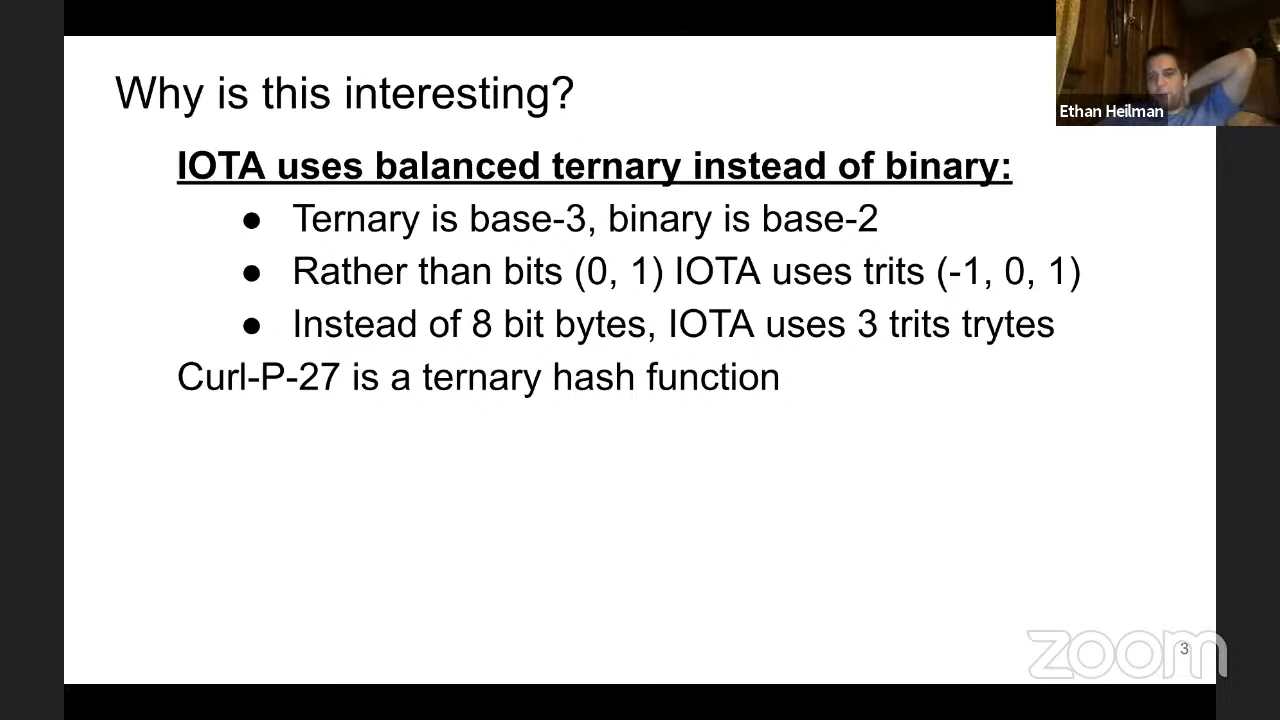 Why is this interesting?
Ethan Heilman
IOTA uses balanced ternary instead of binary:
● Ternary is base-3, binary is base-2
● Rather than bits (0, 1) IOTA uses trits (-1, 0, 1)
● Instead of 8 bit bytes, IOTA uses 3 trits trytes
Curl-P-27 is a ternary hash function
zoom
3